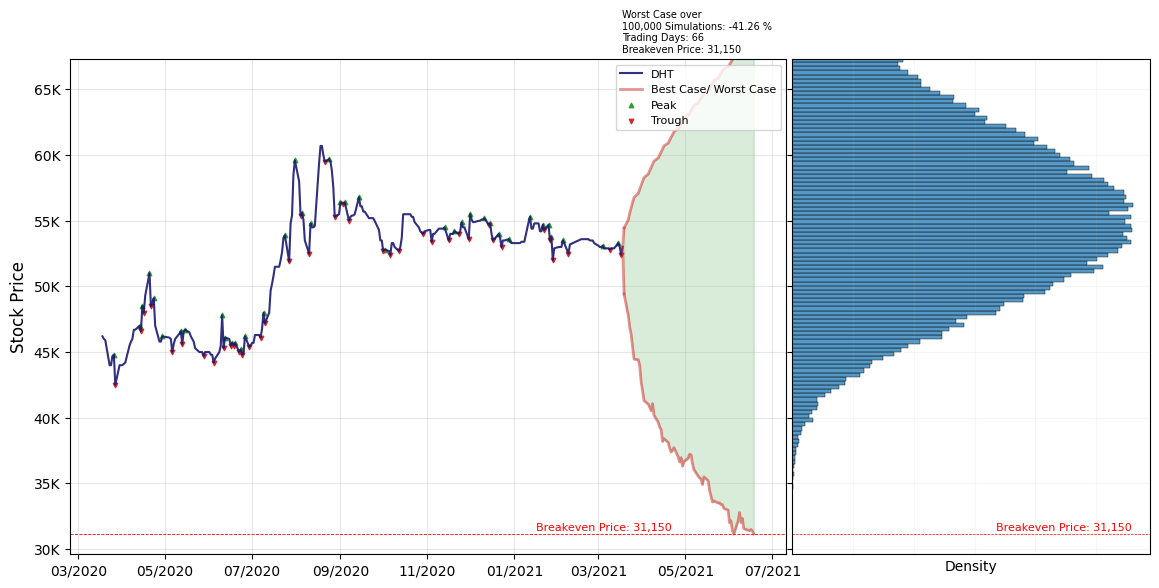 Worst Case over
100,000 Simulations: -41.26 %
Trading Days: 66
Breakeven Price: 31,150
DHT
Best Case/ Worst Case
Peak
Trough
Stock Price
65K
60K
55K
50K
45K
40K
35K
30K
Breakeven Price: 31,150
Breakeven Price: 31,150
03/2020
05/2020
07/2020
09/2020
11/2020
01/2021
03/2021
05/2021
07/2021
Density